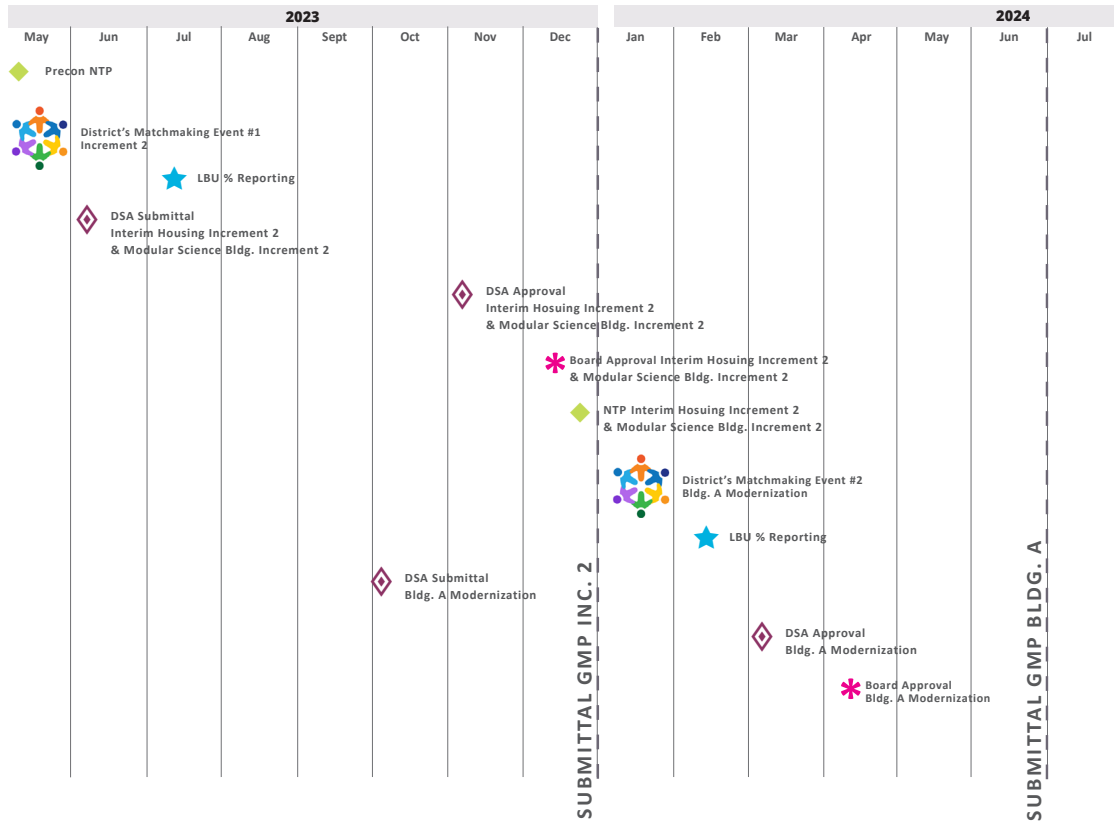 2023
2024
May
Jun
Jul
Aug
Sept
Oct
Nov
Dec
Jan
Feb
Mar
Apr
May
Jun
Jul
Precon NTP
District's Matchmaking Event #1
Increment 2
LBU % Reporting
DSA Submittal
Interim Housing Increment 2
& Modular Science Bldg. Increment 2
DSA Approval
Interim Hosuing Increment 2
& Modular Science Bldg. Increment 2
Board Approval Interim Hosuing Increment 2
& Modular Science Bldg. Increment 2
NTP Interim Hosuing Increment 2
& Modular Science Bldg. Increment 2
District's Matchmaking Event #2
Bldg. A Modernization
LBU % Reporting
DSA Submittal
Bldg. A Modernization
DSA Approval
Bldg. A Modernization
Board Approval
Bldg. A Modernization
SUBMITTAL GMP INC. 2
SUBMITTAL GMP BLDG. A